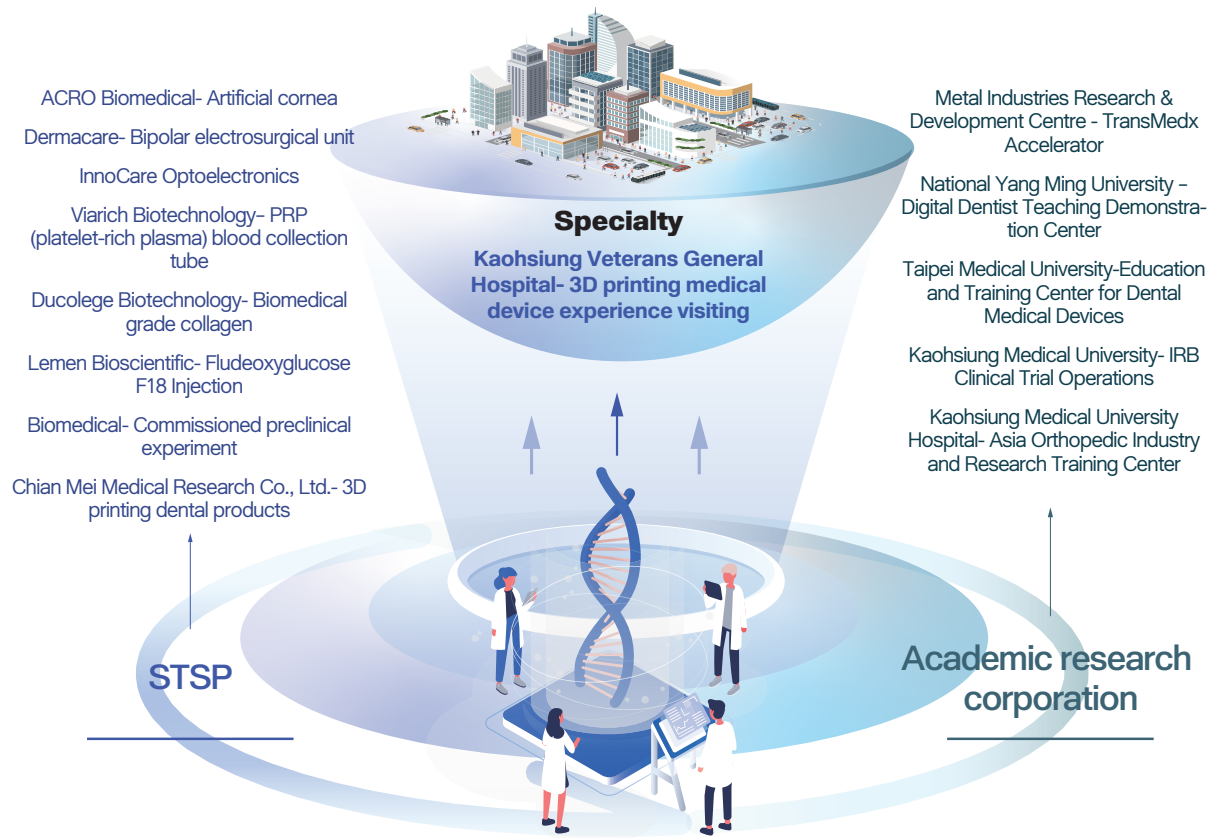 ACRO Biomedical- Artificial cornea
Dermacare- Bipolar electrosurgical unit
InnoCare Optoelectronics
Viarich Biotechnology– PRP
(platelet-rich plasma) blood collection
tube
Ducolege Biotechnology- Biomedical
grade collagen
Lemen Bioscientific- Fludeoxyglucose
F18 Injection
Biomedical- Commissioned preclinical
experiment
Chian Mei Medical Research Co., Ltd.- 3D
printing dental products
STSP
Specialty
Kaohsiung Veterans General
Hospital- 3D printing medical
device experience visiting
Metal Industries Research &
Development Centre - TransMedx
Accelerator
National Yang Ming University –
Digital Dentist Teaching Demonstra-
tion Center
Taipei Medical University-Education
and Training Center for Dental
Medical Devices
Kaohsiung Medical University- IRB
Clinical Trial Operations
Kaohsiung Medical University
Hospital- Asia Orthopedic Industry
and Research Training Center
Academic research
corporation